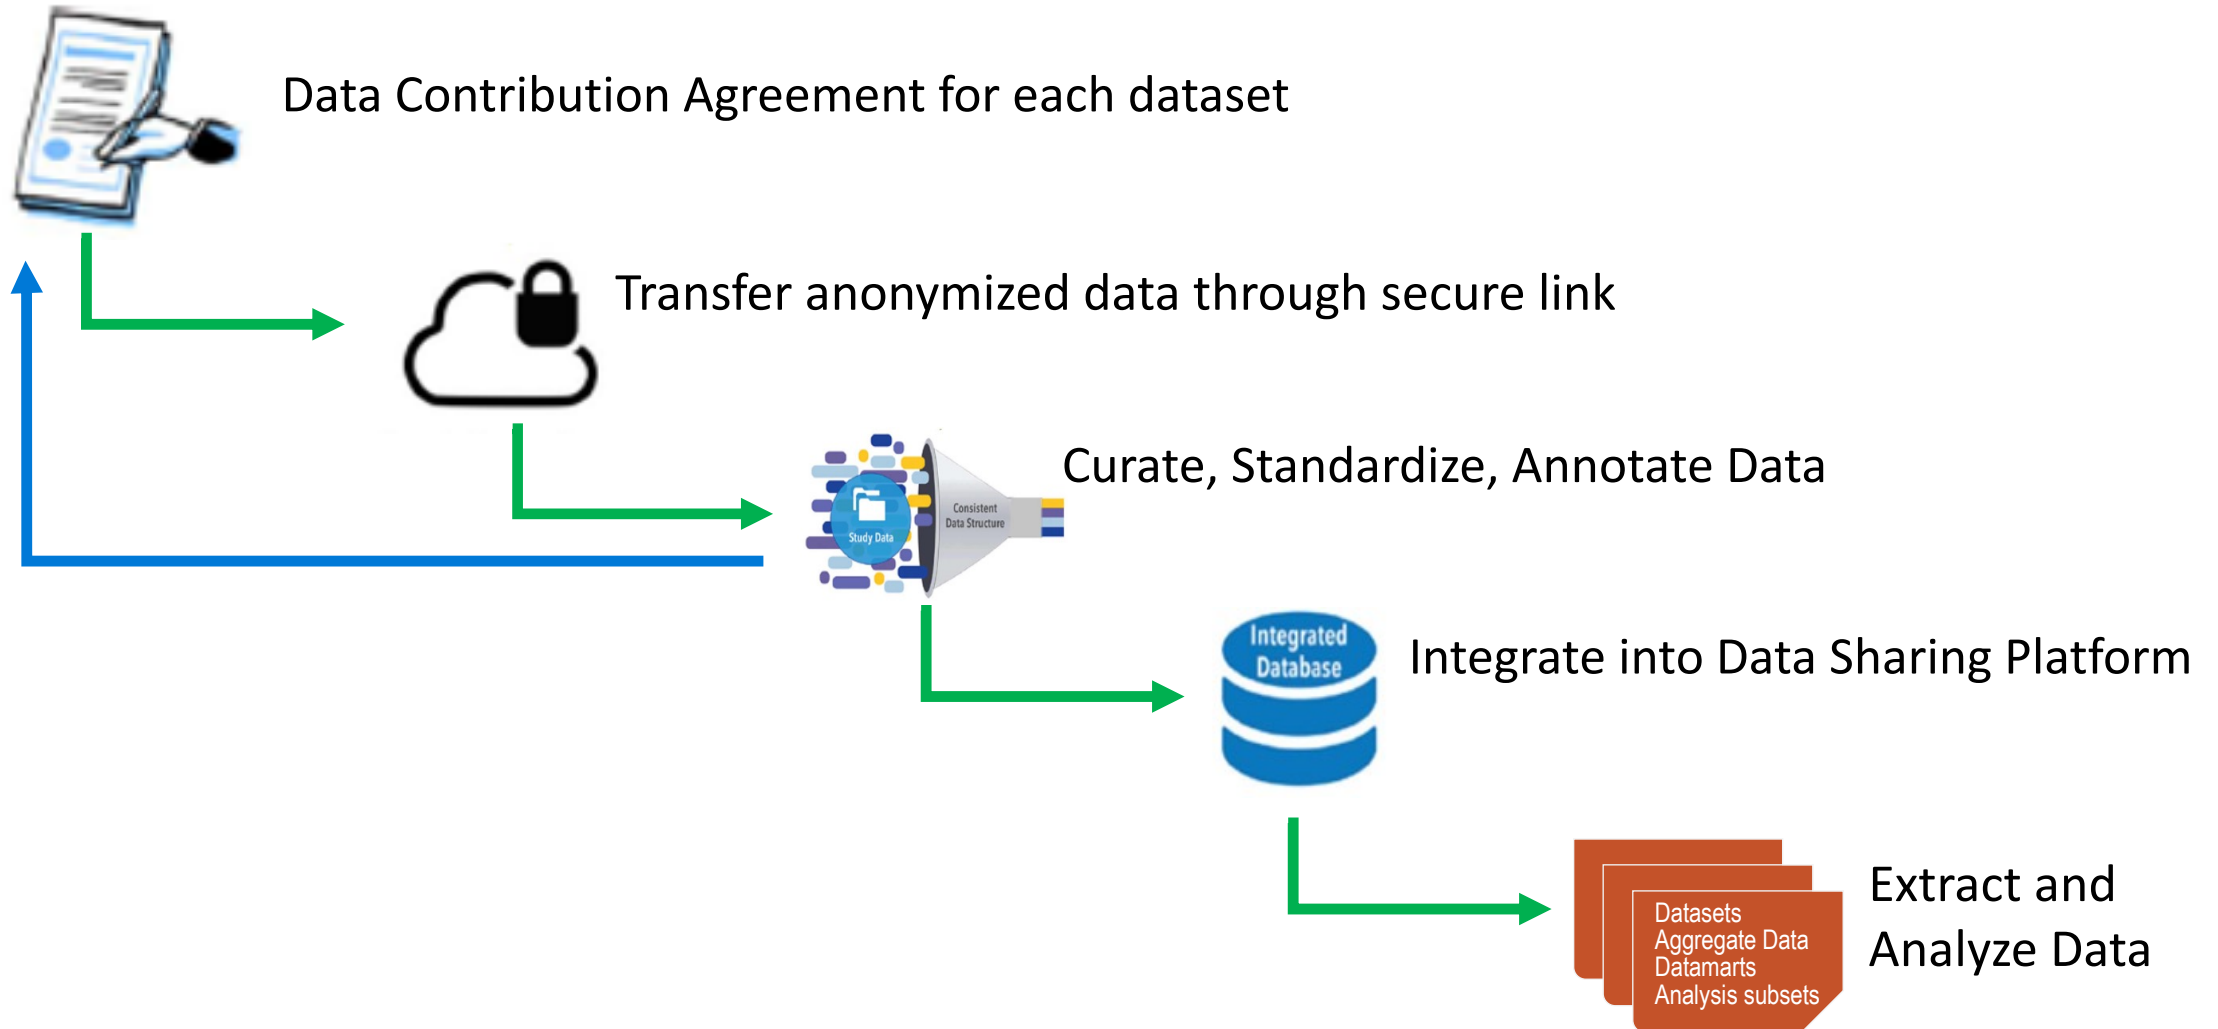 Data Contribution Agreement for each dataset
Transfer anonymized data through secure link
Curate, Standardize, Annotate Data
Consistent
Data Structure
Study Data
Integrated
Database
Integrate into Data Sharing Platform
Extract and
Analyze Data
Datasets
Aggregate Data
Datamarts
Analysis subsets